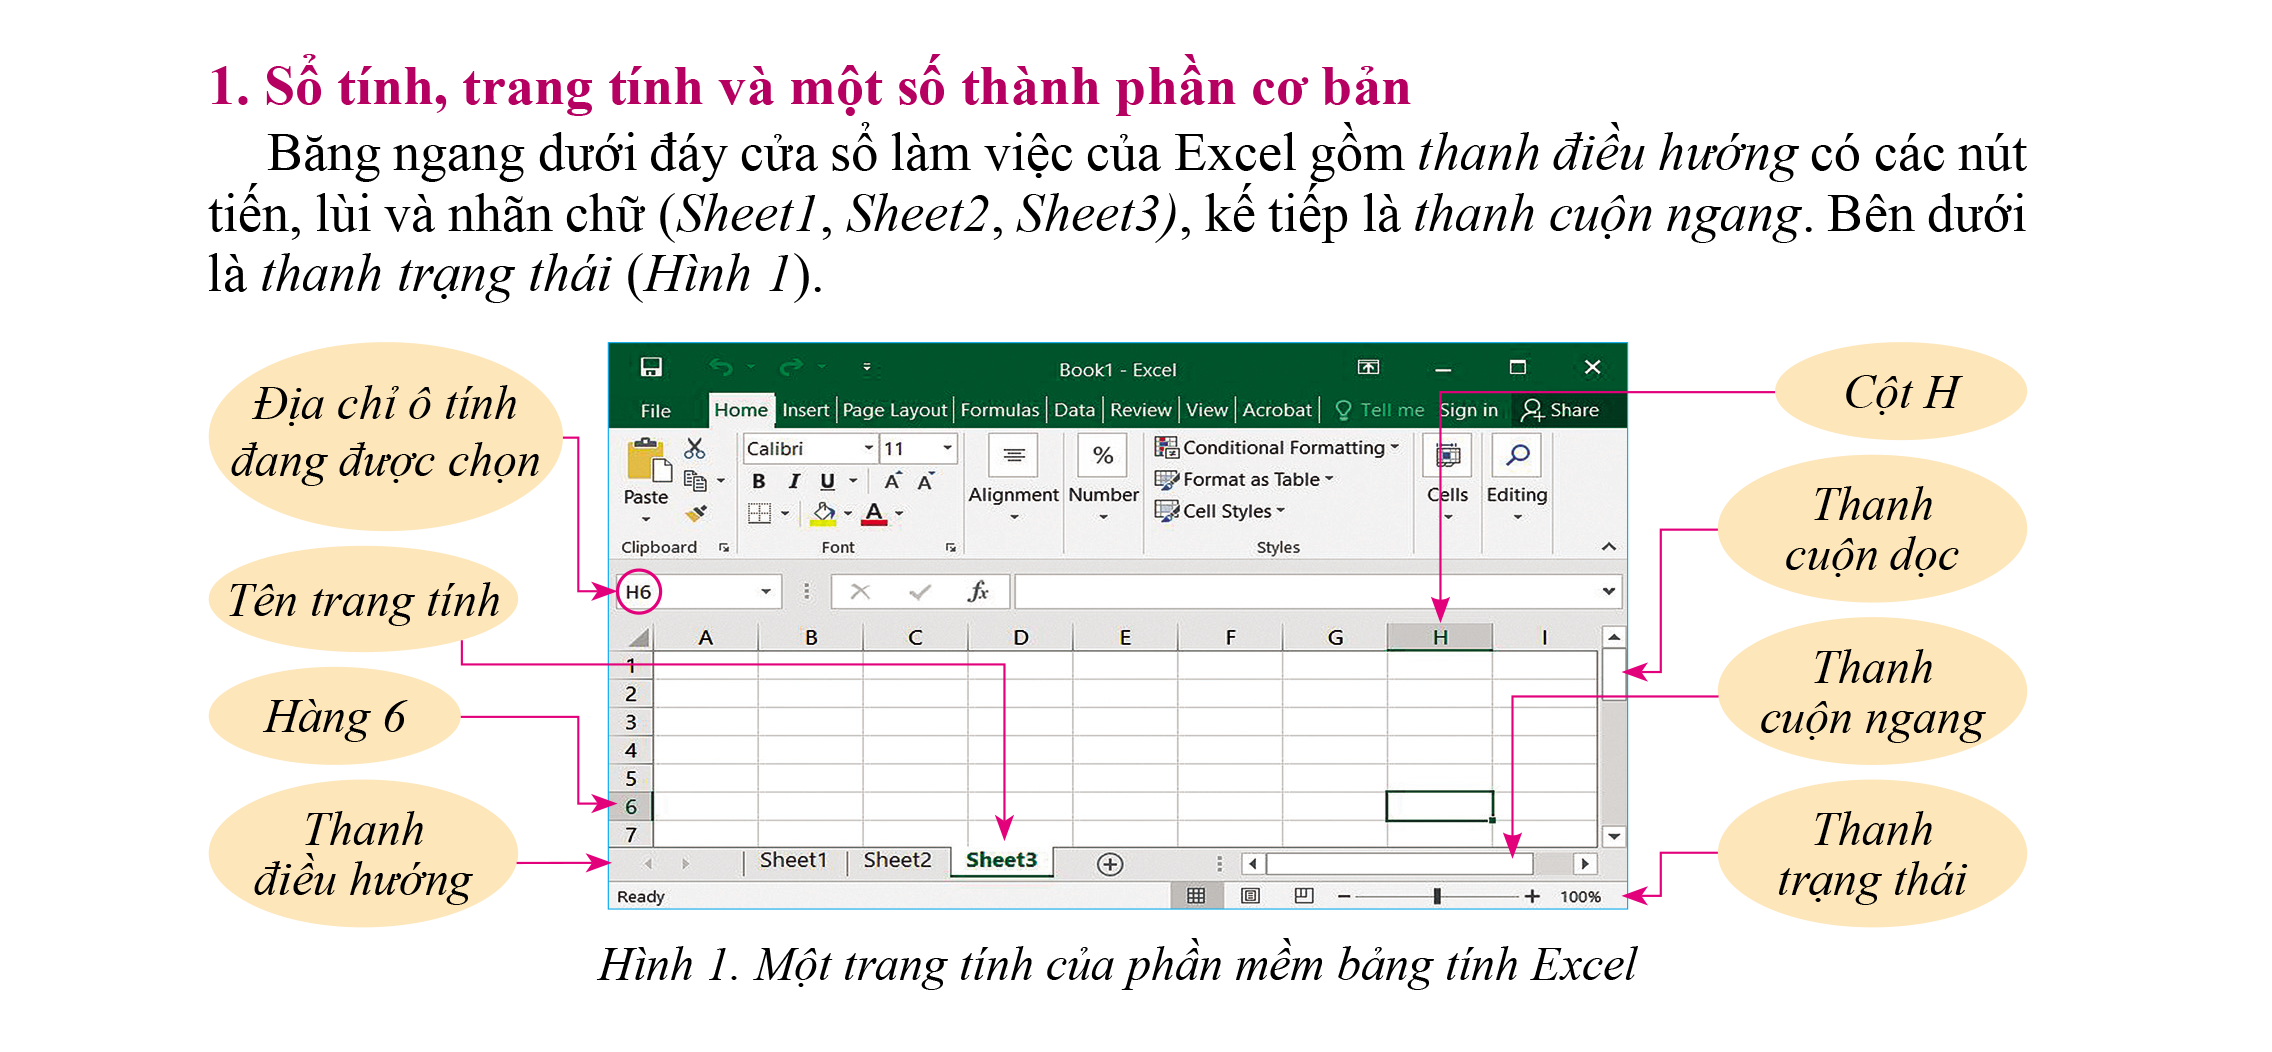 1. Sổ tính, trang tính và một số thành phần cơ bản
Băng ngang dưới đáy cửa sổ làm việc của Excel gồm thanh điều hướng có các nút
tiến, lùi và nhãn chữ (Sheet1, Sheet2, Sheet3), kế tiếp là thanh cuộn ngang. Bên dưới
là thanh trạng thái (Hình 1).
Địa chỉ ô tính
đang được chọn
Tên trang tính
Hàng 6
Thanh
điều hướng
Book1 - Excel
File Home Insert Page Layout Formulas Data Review View Acrobat Tell me Sign in Share
Calibri 11
Conditional Formatting
B I U A A
Format as Table
Paste Alignment Number Cells Editing
A
Cell Styles
Clipboard Font Styles
H6 fx
A B C D E F G H I
1
2
3
4
5
6
7
Sheet1 Sheet2 Sheet3
Ready 100%
Cột H
Thanh
cuộn dọc
Thanh
cuộn ngang
Thanh
trạng thái
Hình 1. Một trang tính của phần mềm bảng tính Excel